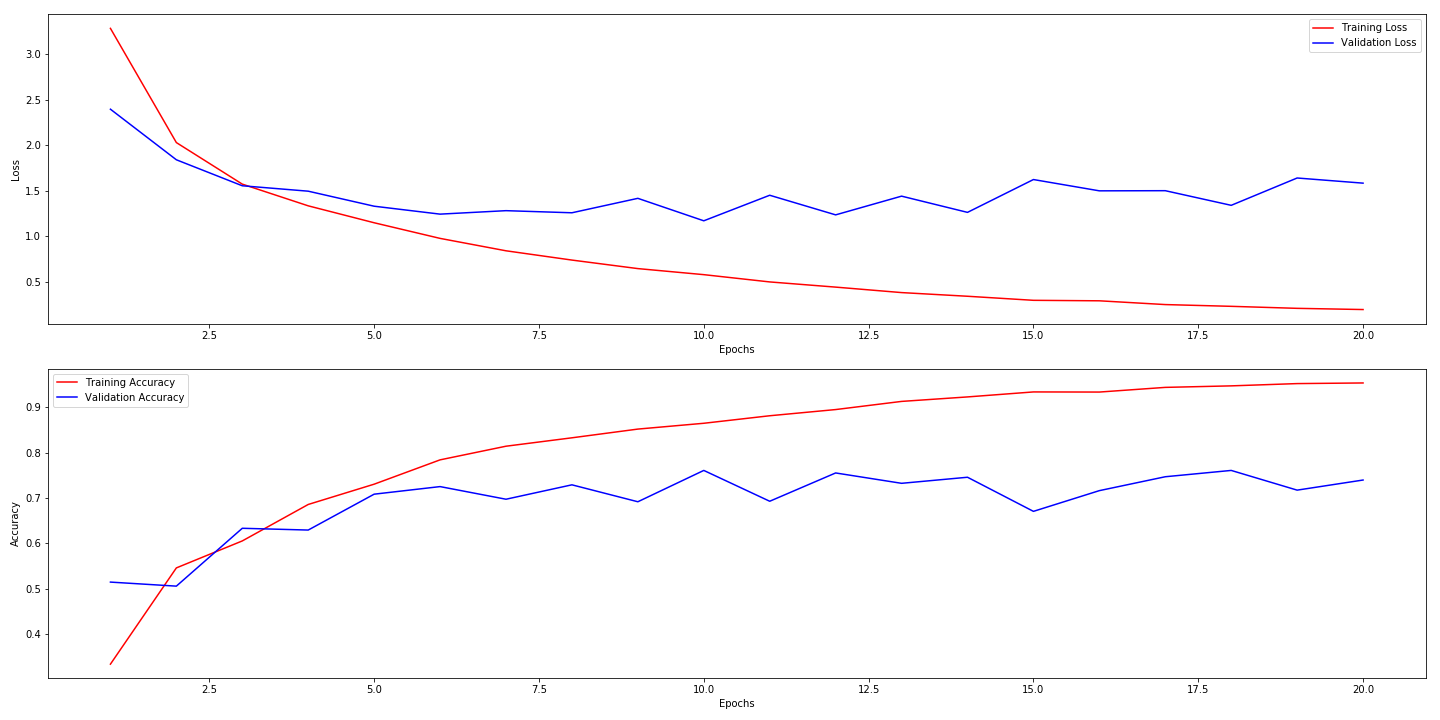 Training Loss
Validation Loss
3.0
2.5
2.0
1.5
1.0
0.5
Loss
2.5 5.0 7.5 10.0 12.5 15.0 17.5 20.0
Epochs
Training Accuracy
Validation Accuracy
0.9
0.8
0.7
0.6
0.5
0.4
Accuracy
2.5 5.0 7.5 10.0 12.5 15.0 17.5 20.0
Epochs